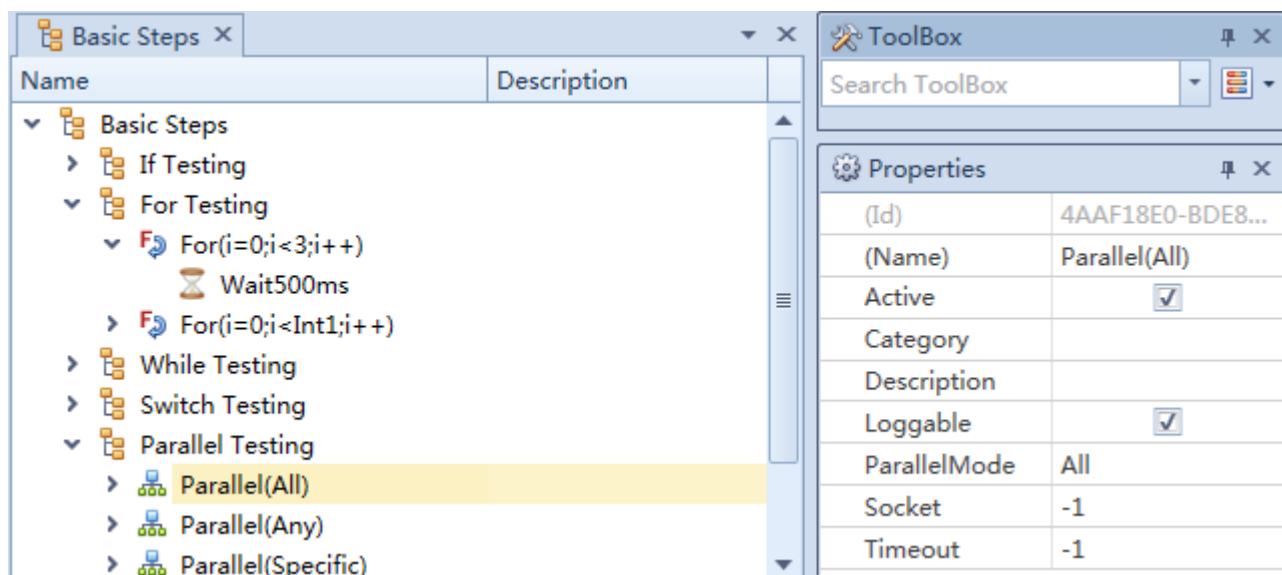 Basic Steps
Name Description
Basic Steps
If Testing
For Testing
For(i=0;i<3;i++)
Wait500ms
For(i=0;i<Int1;i++)
While Testing
Switch Testing
Parallel Testing
Parallel(All)
Parallel(Any)
Parallel(Specific)
ToolBox
Search ToolBox
Properties
(Id) 4AAF18E0-BDE8...
(Name) Parallel(All)
Active
Category
Description
Loggable
ParallelMode All
Socket -1
Timeout -1